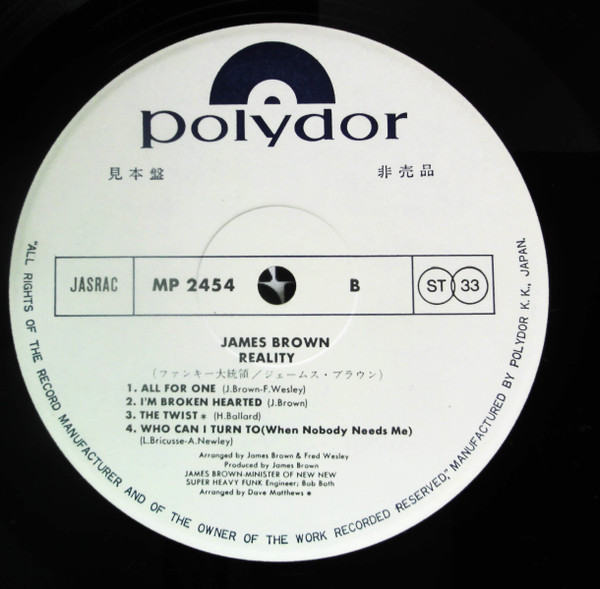 polydor
見本盤 非売品
JASRAC MP 2454 B ST 33
JAMES BROWN
REALITY
(ファンキー大統領/ジェームス・ブラウン)
1. ALL FOR ONE (J.Brown-F.Wesley)
2. I'M BROKEN HEARTED (J.Brown)
3. THE TWIST * (H.Ballard)
4. WHO CAN I TURN TO(When Nobody Needs Me)
(L.Bricusse-A.Newley)
Arranged by James Brown & Fred Wesley
Produced by James Brown
JAMES BROWN-MINISTER OF NEW NEW
SUPER HEAVY FUNK Engineer; Bob Both
Arranged by Dave Matthews *
"ALL RIGHTS OF THE RECORD MANUFACTURER AND OF THE OWNER OF THE WORK RECORDED RESERVED," MANUFACTURED BY POLYDOR K.K., JAPAN.